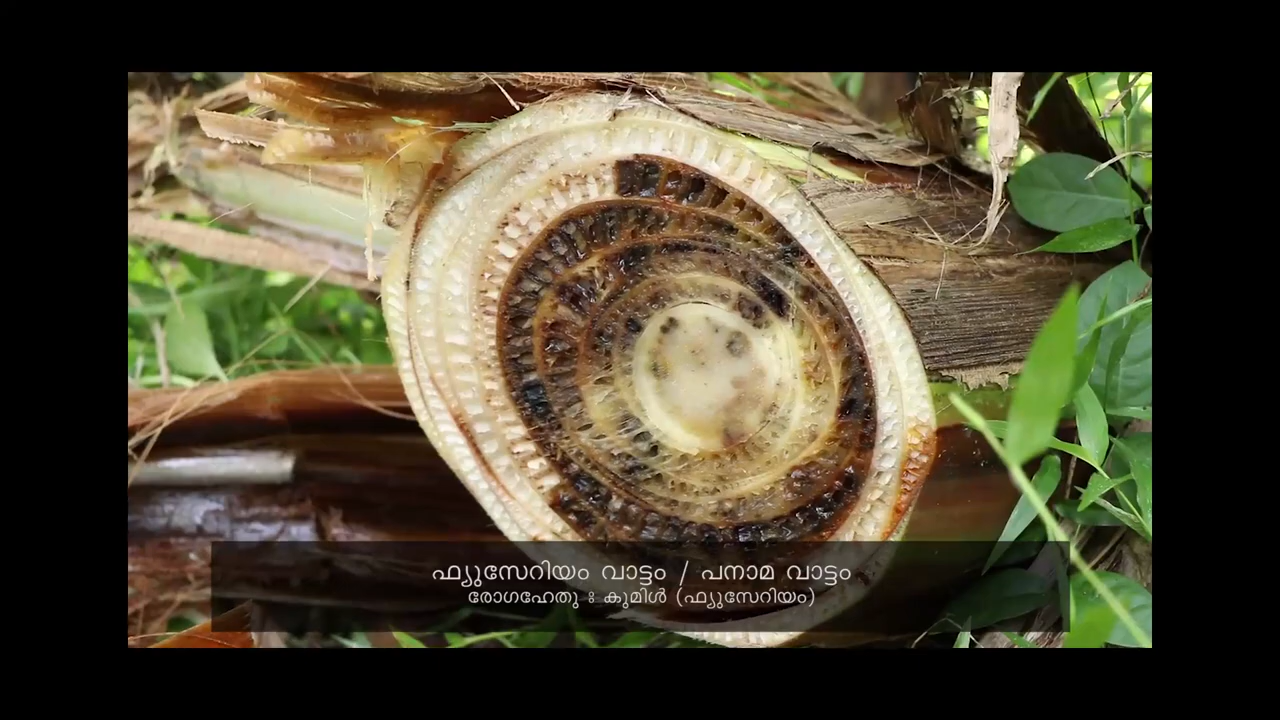 ഫ്യുസേറിയം വാട്ടം / പനാമ വാട്ടം
രോഗഹേതു : കുമിൾ (ഫ്യുസേറിയം)